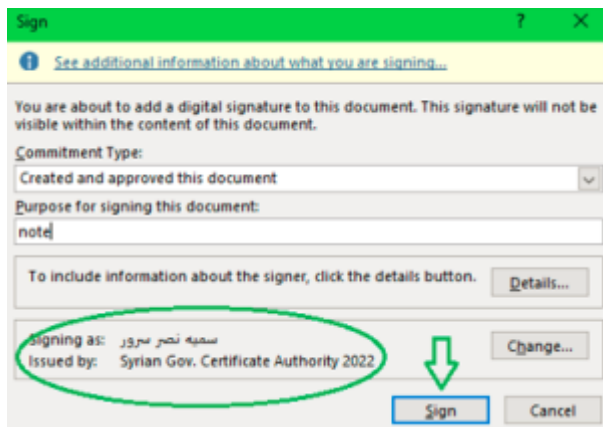 Sign ? ×
See additional information about what you are signing...
You are about to add a digital signature to this document. This signature will not be
visible within the content of this document.
Commitment Type:
Created and approved this document
Purpose for signing this document:
note
To include information about the signer, click the details button. Details...
Signing as: سميه نصر سرور
Issued by: Syrian Gov. Certificate Authority 2022
Change...
Sign Cancel